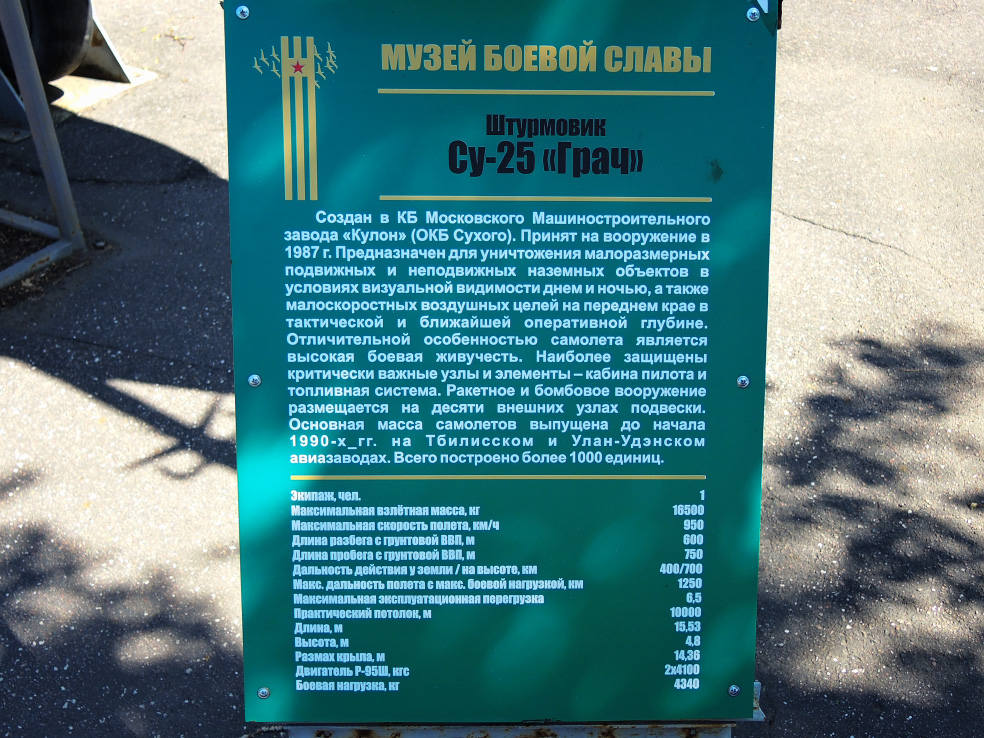 МУЗЕЙ БОЕВОЙ СЛАВЫ
Штурмовик
Су-25 «Грач»
Создан в КБ Московского Машиностроительного
завода «Кулон» (ОКБ Сухого). Принят на вооружение в
1987 г. Предназначен для уничтожения малоразмерных
подвижных и неподвижных наземных объектов в
условиях визуальной видимости днем и ночью, а также
малоскоростных воздушных целей на переднем крае в
тактической и ближайшей оперативной глубине.
Отличительной особенностью самолета является
высокая боевая живучесть. Наиболее защищены
критически важные узлы и элементы – кабина пилота и
топливная система. Ракетное и бомбовое вооружение
размещается на десяти внешних узлах подвески.
Основная масса самолетов выпущена до начала
1990-х_гг. на Тбилисском и Улан-Удэнском
авиазаводах. Всего построено более 1000 единиц.
Экипаж, чел. 1
Максимальная взлётная масса, кг 16500
Максимальная скорость полета, км/ч 950
Длина разбега с грунтовой ВВП, м 600
Длина пробега с грунтовой ВВП, м 750
Дальность действия у земли / на высоте, км 400/700
Макс. дальность полета с макс. боевой нагрузкой, км 1250
Максимальная эксплуатационная перегрузка 6,5
Практический потолок, м 10000
Длина, м 15,53
Высота, м 4,8
Размах крыла, м 14,36
Двигатель Р-95Ш, кгс 2х4100
Боевая нагрузка, кг 4340